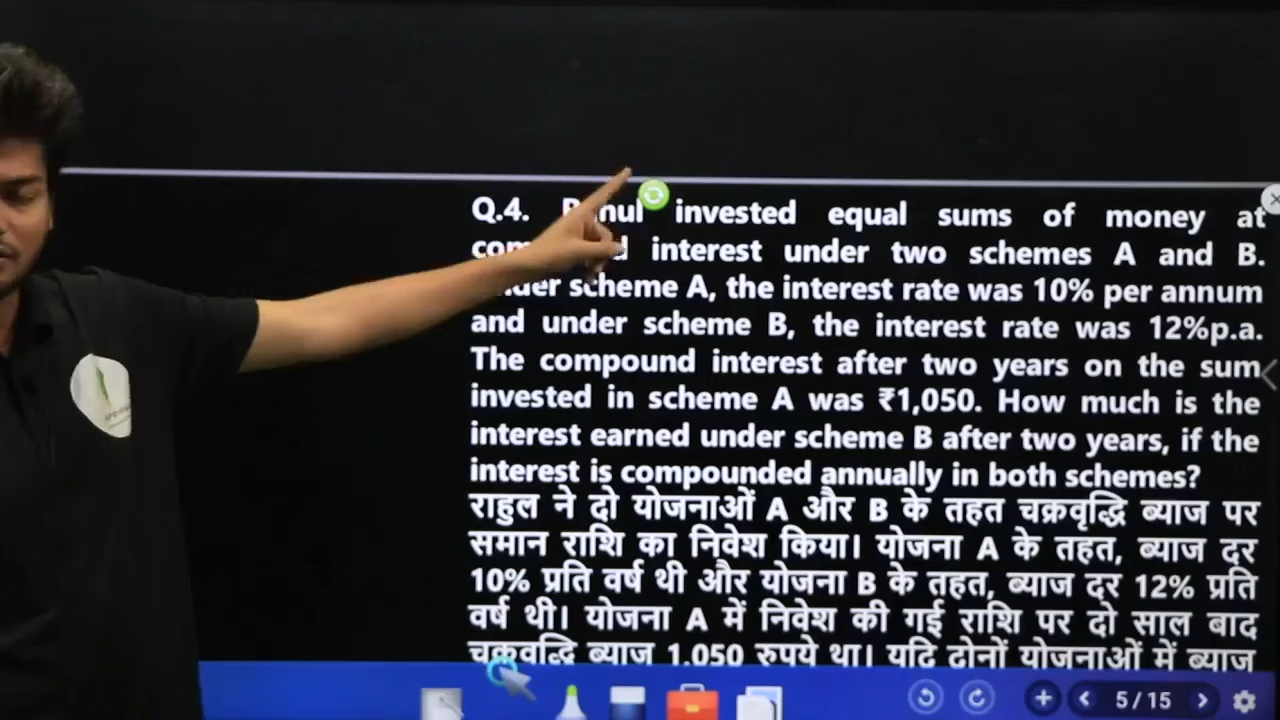 Q.4. invested equal sums of money at
interest under two schemes A and B.
scheme A, the interest rate was 10% per annum
and under scheme B, the interest rate was 12%p.a.
The compound interest after two years on the sum
invested in scheme A was ₹1,050. How much is the
interest earned under scheme B after two years, if the
interest is compounded annually in both schemes?
राहुल ने दो योजनाओं A और B के तहत चक्रवृद्धि ब्याज पर
समान राशि का निवेश किया। योजना A के तहत, ब्याज दर
10% प्रति वर्ष थी और योजना B के तहत, ब्याज दर 12% प्रति
वर्ष थी। योजना A में निवेश की गई राशि पर दो साल बाद
चक्रवृद्धि ब्याज 1,050 रुपये था। यदि दोनों योजनाओं में ब्याज
5 / 15